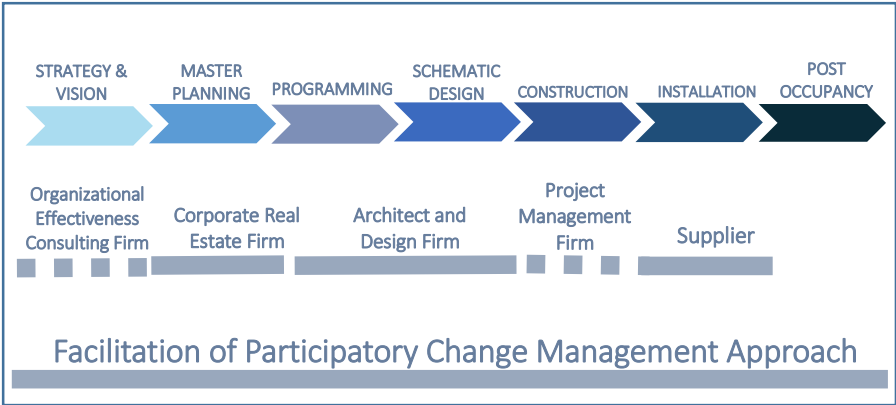 STRATEGY &
VISION
MASTER
PLANNING
PROGRAMMING
SCHEMATIC
DESIGN
CONSTRUCTION
INSTALLATION
POST
OCCUPANCY
Organizational
Effectiveness
Consulting Firm
Corporate Real
Estate Firm
Architect and
Design Firm
Project
Management
Firm
Supplier
Facilitation of Participatory Change Management Approach